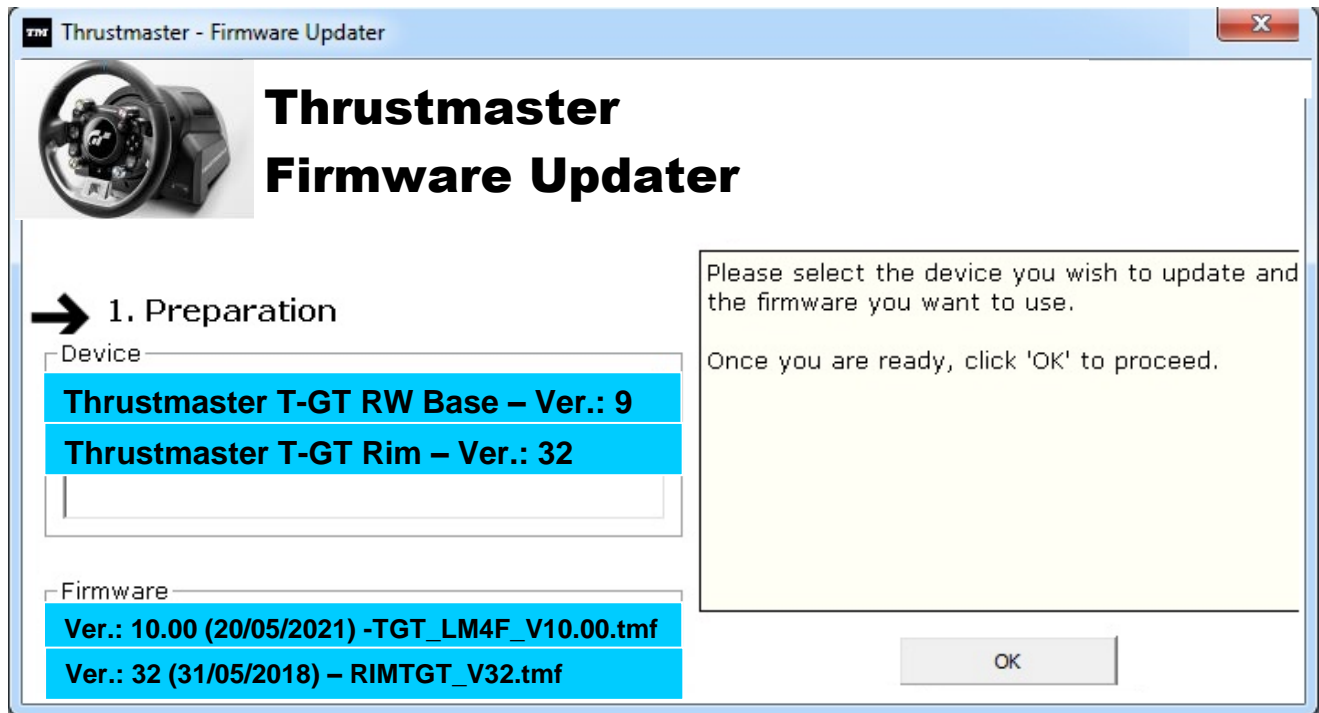 TM Thrustmaster - Firmware Updater
X
Thrustmaster
Firmware Updater
1. Preparation
Device
Thrustmaster T-GT RW Base – Ver.: 9
Thrustmaster T-GT Rim – Ver.: 32
Firmware
Ver.: 10.00 (20/05/2021) -TGT_LM4F_V10.00.tmf
Ver.: 32 (31/05/2018) – RIMTGT_V32.tmf
Please select the device you wish to update and
the firmware you want to use.
Once you are ready, click 'OK' to proceed.
OK